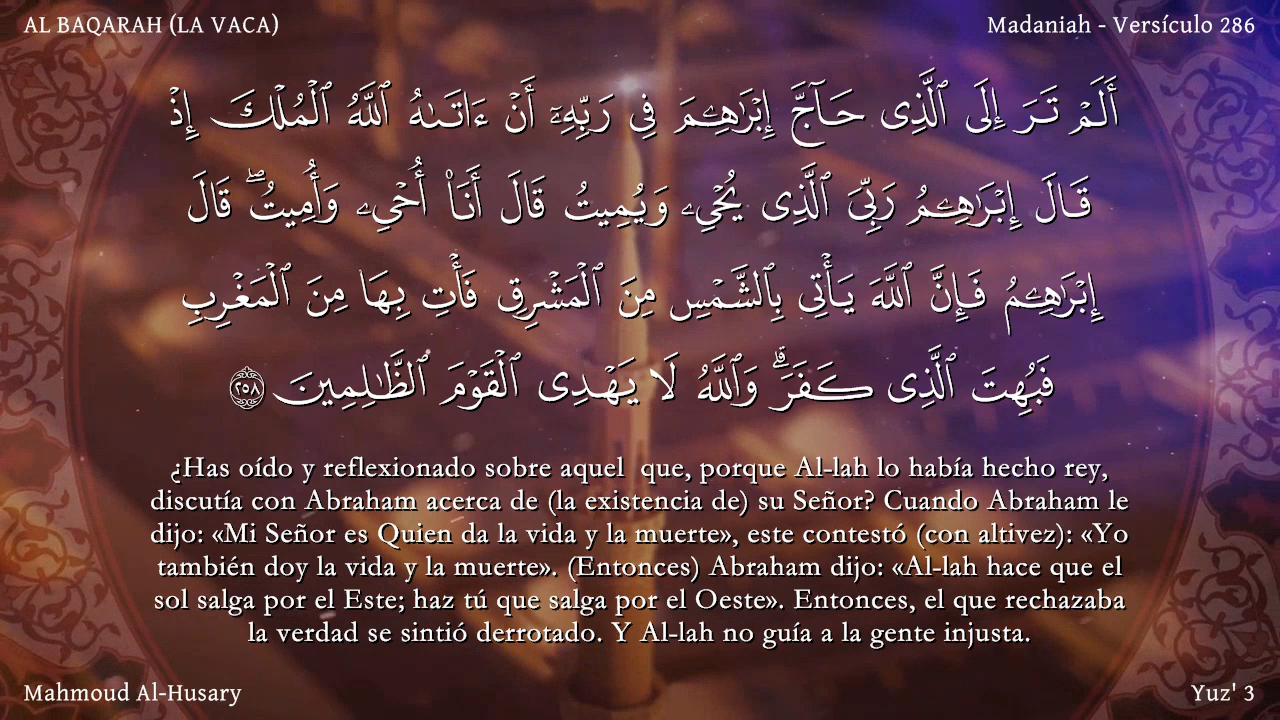 AL BAQARAH (LA VACA)
Madaniah - Versículo 286
أَلَمْ تَرَ إِلَى ٱلَّذِى حَآجَّ إِبْرَٰهِـۧمَ فِى رَبِّهِۦٓ أَنْ ءَاتَىٰهُ ٱللَّهُ ٱلْمُلْكَ إِذْ
قَالَ إِبْرَٰهِـۧمُ رَبِّىَ ٱلَّذِى يُحْىِۦ وَيُمِيتُ قَالَ أَنَا۠ أُحْىِۦ وَأُمِيتُ ۖ قَالَ
إِبْرَٰهِـۧمُ فَإِنَّ ٱللَّهَ يَأْتِى بِٱلشَّمْسِ مِنَ ٱلْمَشْرِقِ فَأْتِ بِهَا مِنَ ٱلْمَغْرِبِ
فَبُهِتَ ٱلَّذِى كَفَرَ ۗ وَٱللَّهُ لَا يَهْدِى ٱلْقَوْمَ ٱلظَّٰلِمِينَ ٢٥٨
¿Has oído y reflexionado sobre aquel  que, porque Al-lah lo había hecho rey,
discutía con Abraham acerca de (la existencia de) su Señor? Cuando Abraham le
dijo: «Mi Señor es Quien da la vida y la muerte», este contestó (con altivez): «Yo
también doy la vida y la muerte». (Entonces) Abraham dijo: «Al-lah hace que el
sol salga por el Este; haz tú que salga por el Oeste». Entonces, el que rechazaba
la verdad se sintió derrotado. Y Al-lah no guía a la gente injusta.
Mahmoud Al-Husary
Yuz' 3